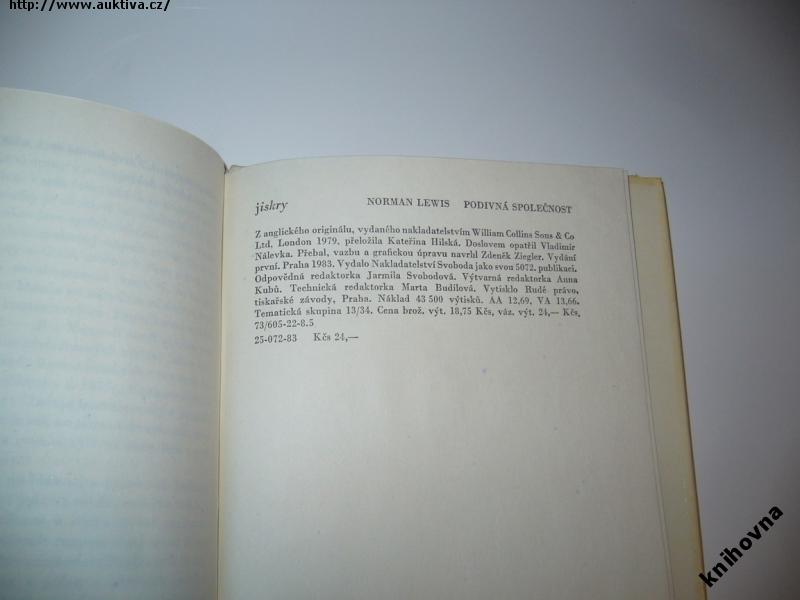 http://www.auktiva.cz/
jiskry NORMAN LEWIS PODIVNÁ SPOLEČNOST
Z anglického originálu, vydaného nakladatelstvím William Collins Sons & Co
Ltd, London 1979, přeložila Kateřina Hilská. Doslovem opatřil Vladimír
Nálevka. Přebal, vazbu a grafickou úpravu navrhl Zdeněk Ziegler. Vydání
první. Praha 1983. Vydalo Nakladatelství Svoboda jako svou 5072. publikaci.
Odpovědná redaktorka Jarmila Svobodová. Výtvarná redaktorka Anna
Kubů. Technická redaktorka Marta Budilová. Vytisklo Rudé právo,
tiskařské závody, Praha. Náklad 43 500 výtisků. AA 12,69, VA 13,66.
Tematická skupina 13/34. Cena brož. výt. 18,75 Kčs, váz. výt. 24,— Kčs,
73/605-22-8.5
25-072-83 Kčs 24,—
knihovna